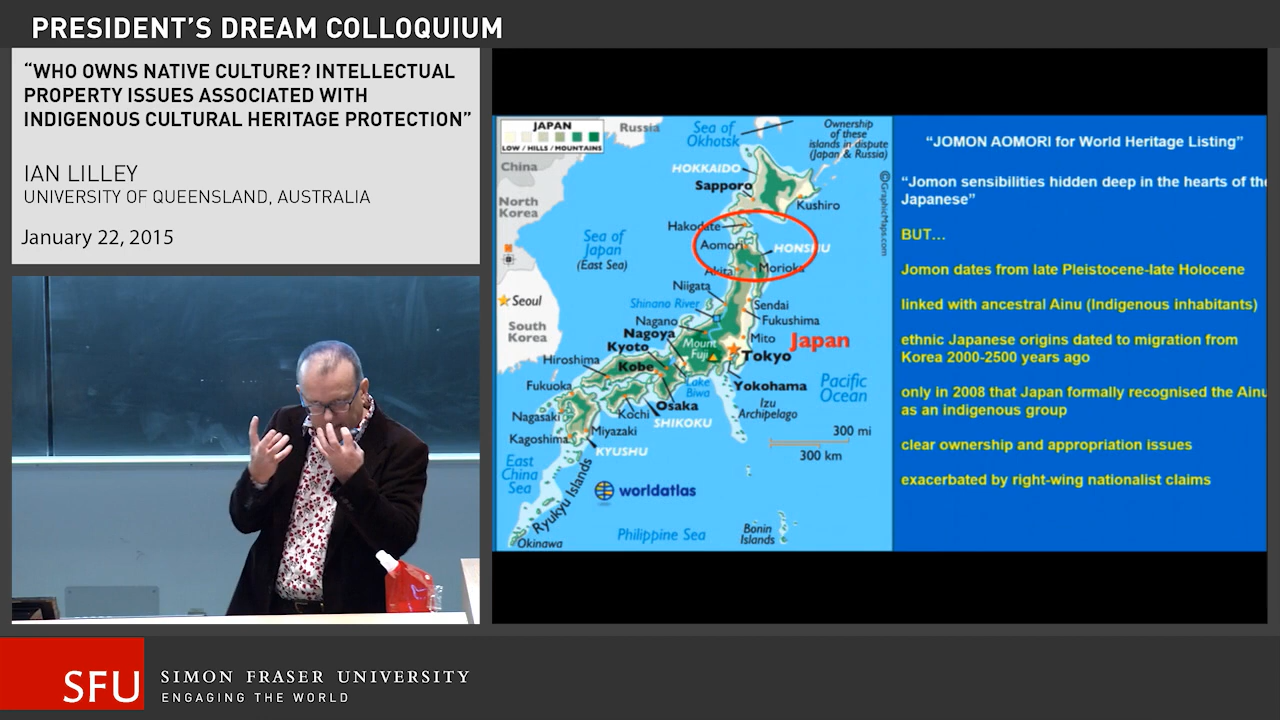 PRESIDENT'S DREAM COLLOQUIUM
“WHO OWNS NATIVE CULTURE? INTELLECTUAL
PROPERTY ISSUES ASSOCIATED WITH
INDIGENOUS CULTURAL HERITAGE PROTECTION”
IAN LILLEY
UNIVERSITY OF QUEENSLAND, AUSTRALIA
January 22, 2015
JAPAN
LOW / HILLS / MOUNTAINS
Russia
Sea of
Okhotsk
Ownership
of these
islands in dispute
(Japan & Russia)
China
HOKKAIDO
Sapporo
Kushiro
©GraphicMaps.com
North
Korea
Hakodate
Sea of
Japan
(East Sea)
Aomori
HONSHU
Akita
Morioka
Niigata
Seoul
Shinano River
Sendai
Fukushima
South
Korea
Nagano
Nagoya
Mito
Kyoto
Mount
Fuji
Japan
Tokyo
Hiroshima
Kobe
Fukuoka
Lake
Biwa
Yokohama
Pacific
Ocean
Izu
Archipelago
Osaka
Nagasaki
Kochi
SHIKOKU
Miyazaki
Kagoshima
KYUSHU
300 mi
300 km
East
China
Sea
Ryukyu Islands
worldatlas
Philippine Sea
Bonin
Islands
Okinawa
“JOMON AOMORI for World Heritage Listing”
“Jomon sensibilities hidden deep in the hearts of the
Japanese”
BUT…
Jomon dates from late Pleistocene-late Holocene
linked with ancestral Ainu (Indigenous inhabitants)
ethnic Japanese origins dated to migration from
Korea 2000-2500 years ago
only in 2008 that Japan formally recognised the Ainu
as an indigenous group
clear ownership and appropriation issues
exacerbated by right-wing nationalist claims
SFU
SIMON FRASER UNIVERSITY
ENGAGING THE WORLD